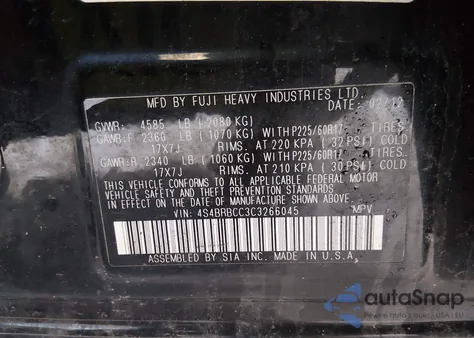 MFD BY FUJI HEAVY INDUSTRIES LTD.
DATE: 02/12
GVWR: 4585 LB (2080 KG)
GAWR:F 2360 LB (1070 KG) WITH P225/60R17 TIRES
17X7J RIMS, AT 220 KPA (32 PSI) COLD
GAWR:R 2340 LB (1060 KG) WITH P225/60R17 TIRES
17X7J RIMS, AT 210 KPA (30 PSI) COLD
THIS VEHICLE CONFORMS TO ALL APPLICABLE FEDERAL MOTOR
VEHICLE SAFETY AND THEFT PREVENTION STANDARDS
IN EFFECT ON THE DATE OF MANUFACTURE SHOWN ABOVE.
VIN: 4S4BRBCC3C3266045 MPV
ASSEMBLED BY SIA INC. MADE IN U.S.A.
autoSnap